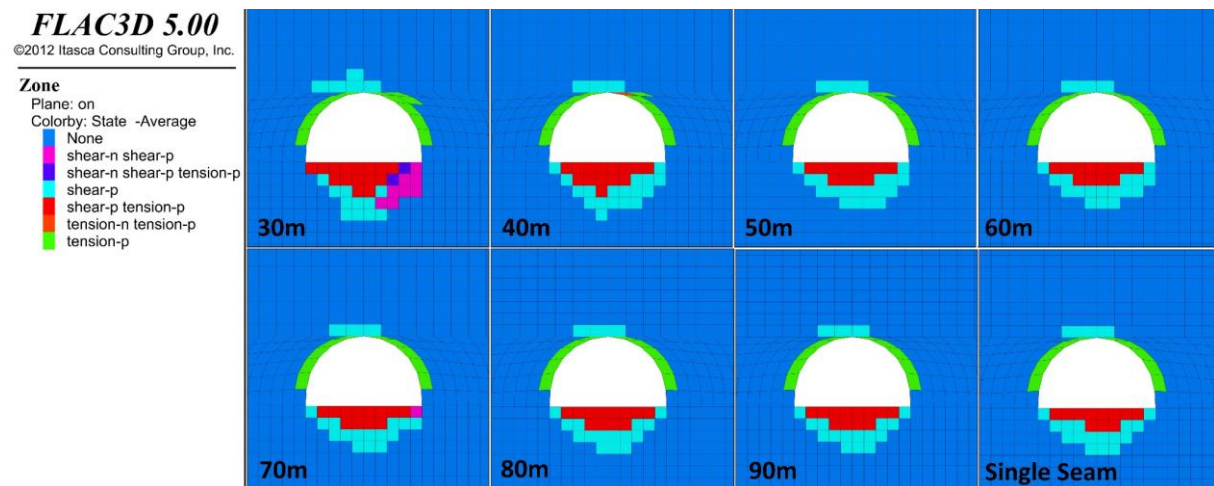 FLAC3D 5.00
©2012 Itasca Consulting Group, Inc.
Zone
Plane: on
Colorby: State -Average
None
shear-n shear-p
shear-n shear-p tension-p
shear-p
shear-p tension-p
tension-n tension-p
tension-p
30m
40m
50m
60m
70m
80m
90m
Single Seam